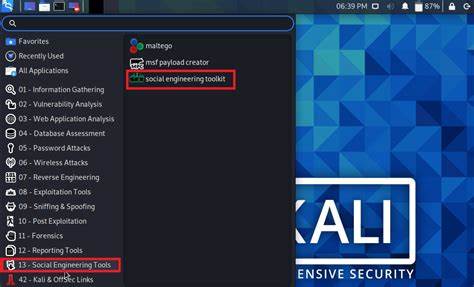 06:39 PM
87%
Favorites
Recently Used
All Applications
01 - Information Gathering
02 - Vulnerability Analysis
03 - Web Application Analysis
04 - Database Assessment
05 - Password Attacks
06 - Wireless Attacks
07 - Reverse Engineering
08 - Exploitation Tools
09 - Sniffing & Spoofing
10 - Post Exploitation
11 - Forensics
12 - Reporting Tools
13 - Social Engineering Tools
42 - Kali & OffSec Links
maltego
msf payload creator
social engineering toolkit
KALI
ENSIVE SECURITY